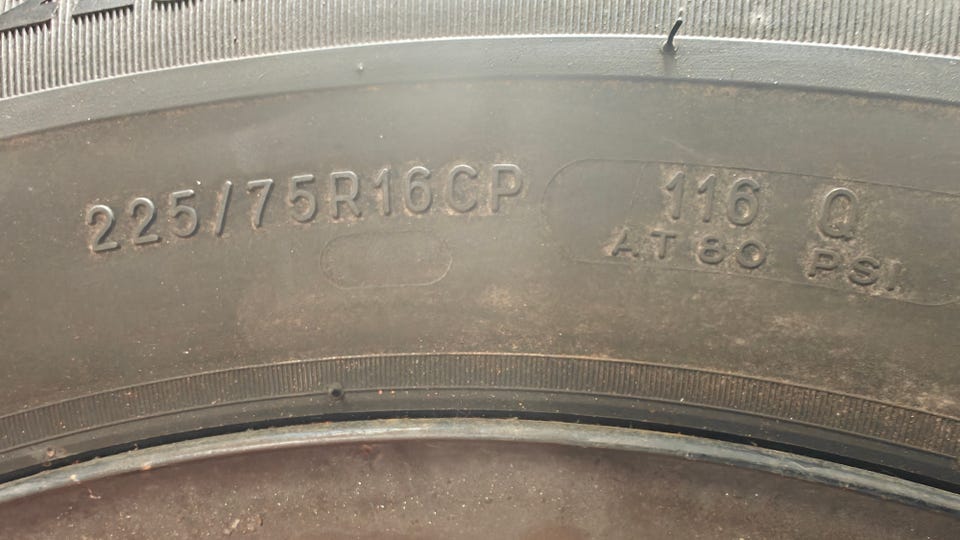 225/75R16CP
116 Q
AT 80 PSI